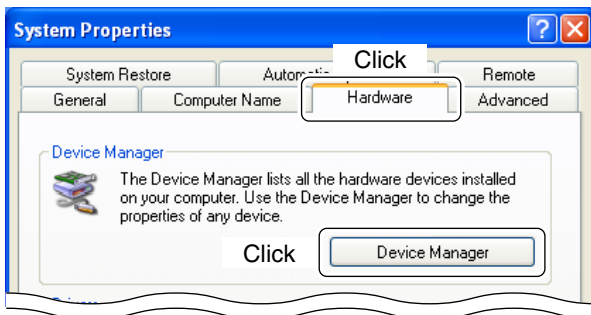 System Properties
Click
System Restore
Remote
General Computer Name Hardware Advanced
Device Manager
The Device Manager lists all the hardware devices installed
on your computer. Use the Device Manager to change the
properties of any device.
Click Device Manager